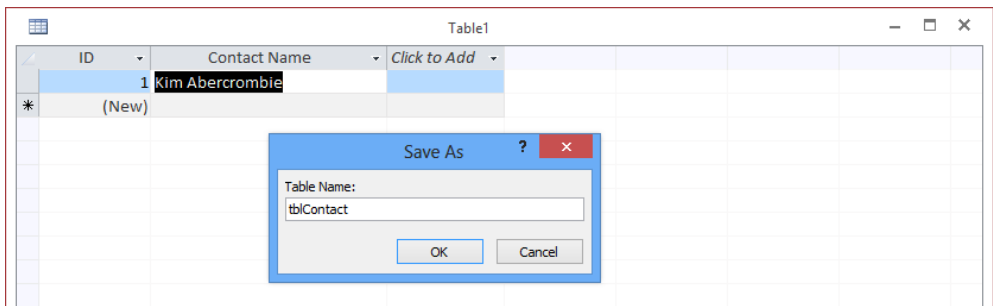 Table1
ID Contact Name Click to Add
1 Kim Abercrombie
* (New)
Save As ?
Table Name:
tblContact
OK Cancel